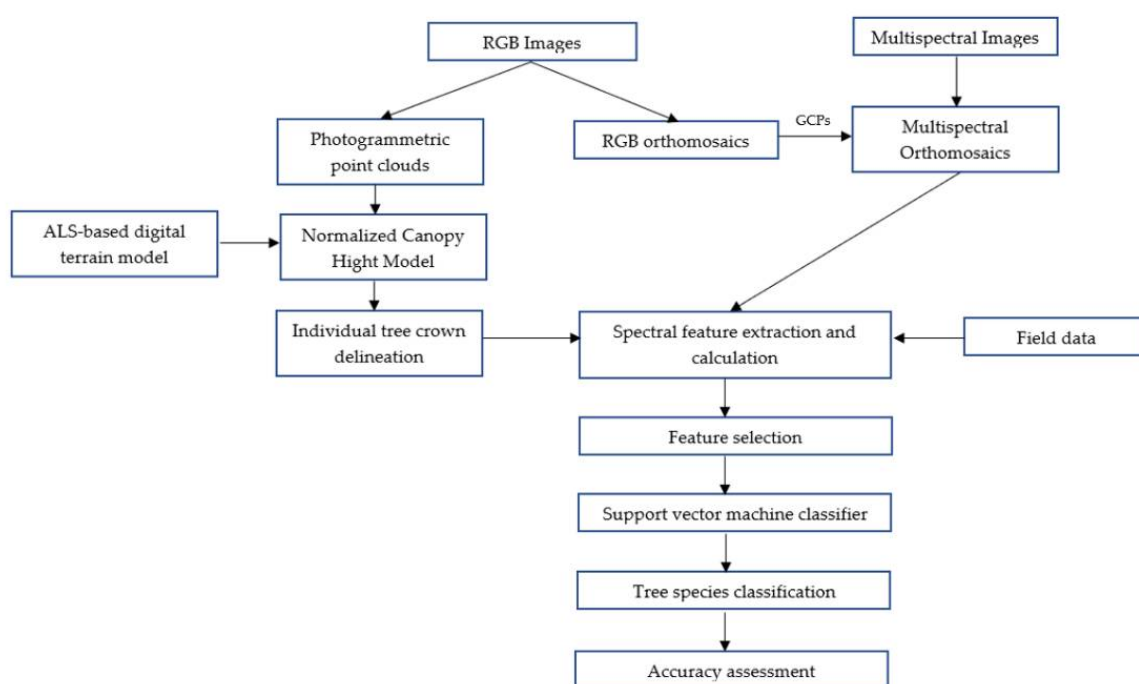 RGB Images
Multispectral Images
Photogrammetric
point clouds
RGB orthomosaics
GCPs
Multispectral
Orthomosaics
ALS-based digital
terrain model
Normalized Canopy
Hight Model
Individual tree crown
delineation
Spectral feature extraction and
calculation
Field data
Feature selection
Support vector machine classifier
Tree species classification
Accuracy assessment